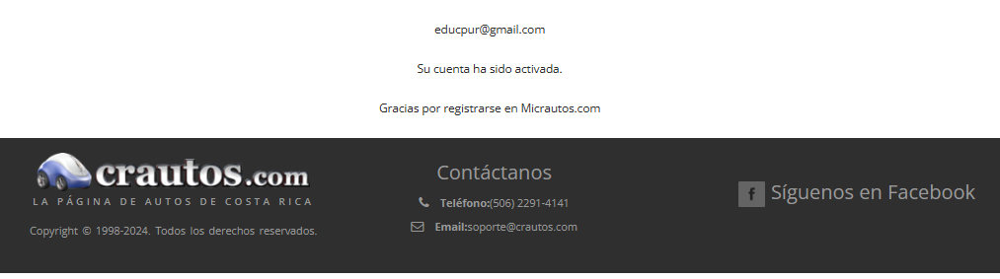 educpur@gmail.com
Su cuenta ha sido activada.
Gracias por registrarse en Micrautos.com
crautos.com
LA PÁGINA DE AUTOS DE COSTA RICA
Copyright © 1998-2024. Todos los derechos reservados.
Contáctanos
Teléfono:(506) 2291-4141
Email:soporte@crautos.com
f Síguenos en Facebook